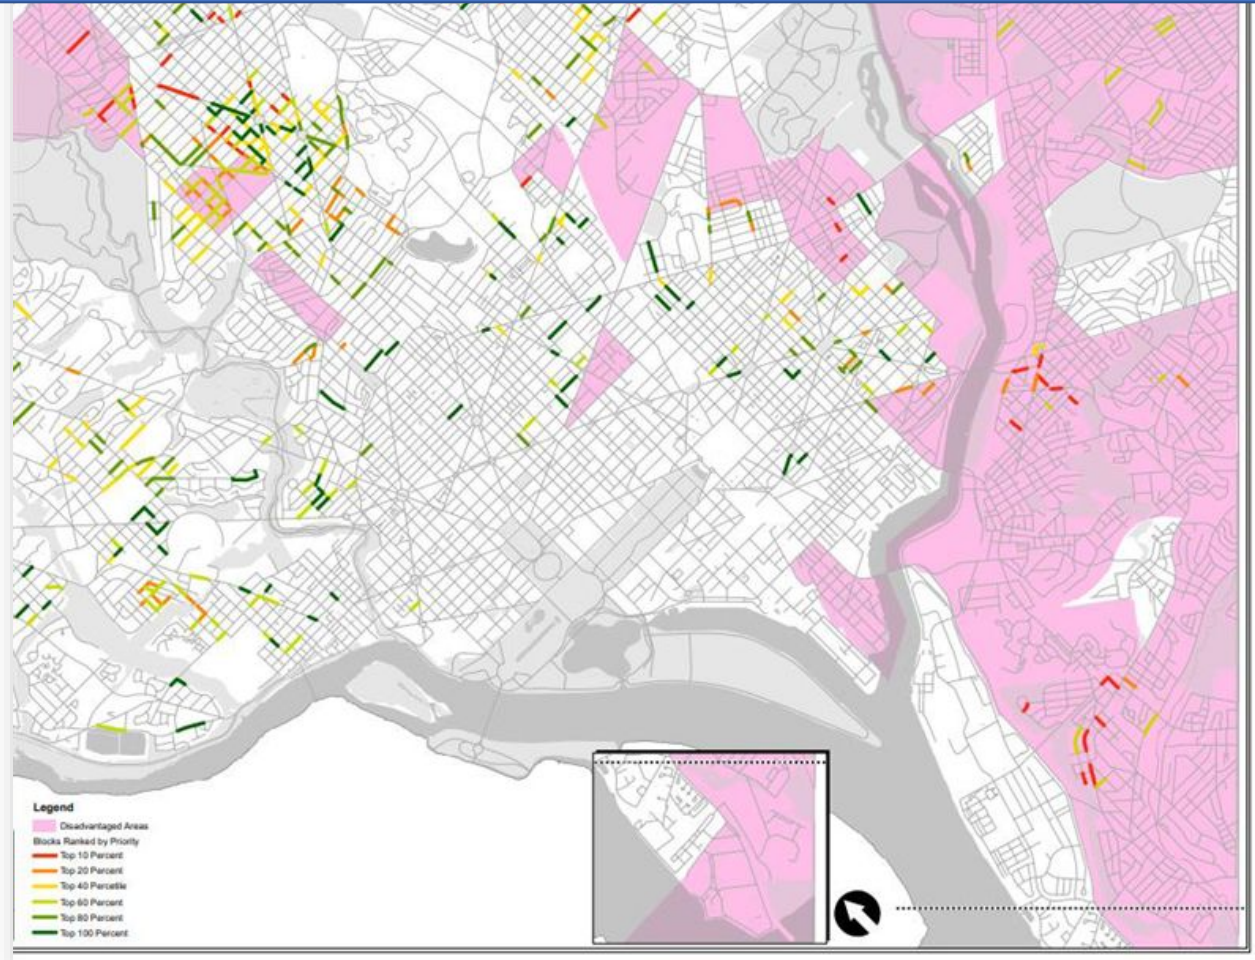 Legend
Disadvantaged Areas
Blocks Ranked by Priority
Top 10 Percent
Top 20 Percent
Top 40 Percetile
Top 60 Percent
Top 80 Percent
Top 100 Percent